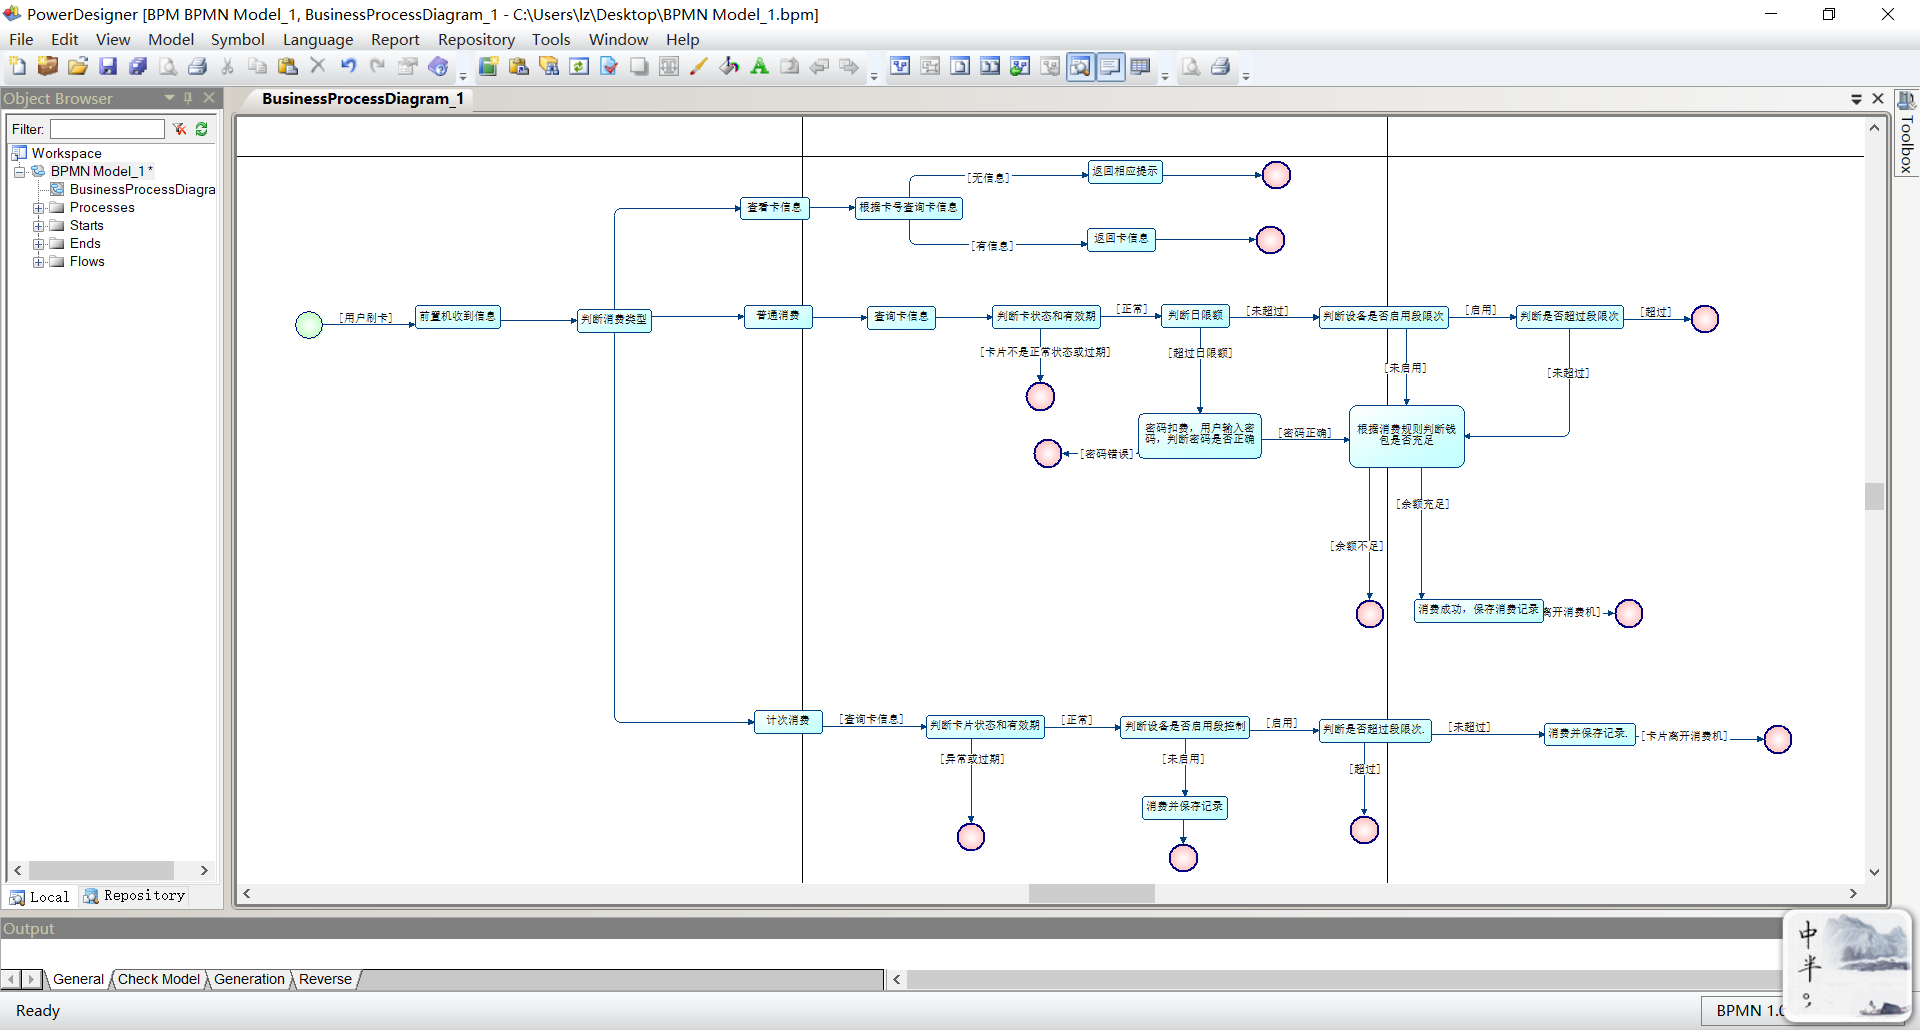 PowerDesigner [BPM BPMN Model_1, BusinessProcessDiagram_1 - C:\Users\lz\Desktop\BPMN Model_1.bpm]
File Edit View Model Symbol Language Report Repository Tools Window Help
Object Browser
BusinessProcessDiagram_1
Toolbox
Filter:
Workspace
BPMN Model_1 *
BusinessProcessDiagra
Processes
Starts
Ends
Flows
Local
Repository
[无信息]
返回相应提示
查看卡信息
根据卡号查询卡信息
[有信息]
返回卡信息
[用户刷卡]
前置机收到信息
判断消费类型
普通消费
查询卡信息
判断卡状态和有效期
[正常]
判断日限额
[未超过]
判断设备是否启用段限次
[启用]
判断是否超过段限次
[超过]
[卡片不是正常状态或过期]
[超过日限额]
[未启用]
[未超过]
密码扣费，用户输入密
码，判断密码是否正确
[密码错误]
[密码正确]
根据消费规则判断钱
包是否充足
[余额充足]
[余额不足]
消费成功，保存消费记录
离开消费机]
计次消费
[查询卡信息]
判断卡片状态和有效期
[正常]
判断设备是否启用段控制
[启用]
判断是否超过段限次.
[未超过]
消费并保存记录.
[卡片离开消费机]
[异常或过期]
[未启用]
[超过]
消费并保存记录
Output
General Check Model Generation Reverse
Ready
BPMN 1.0
中
半